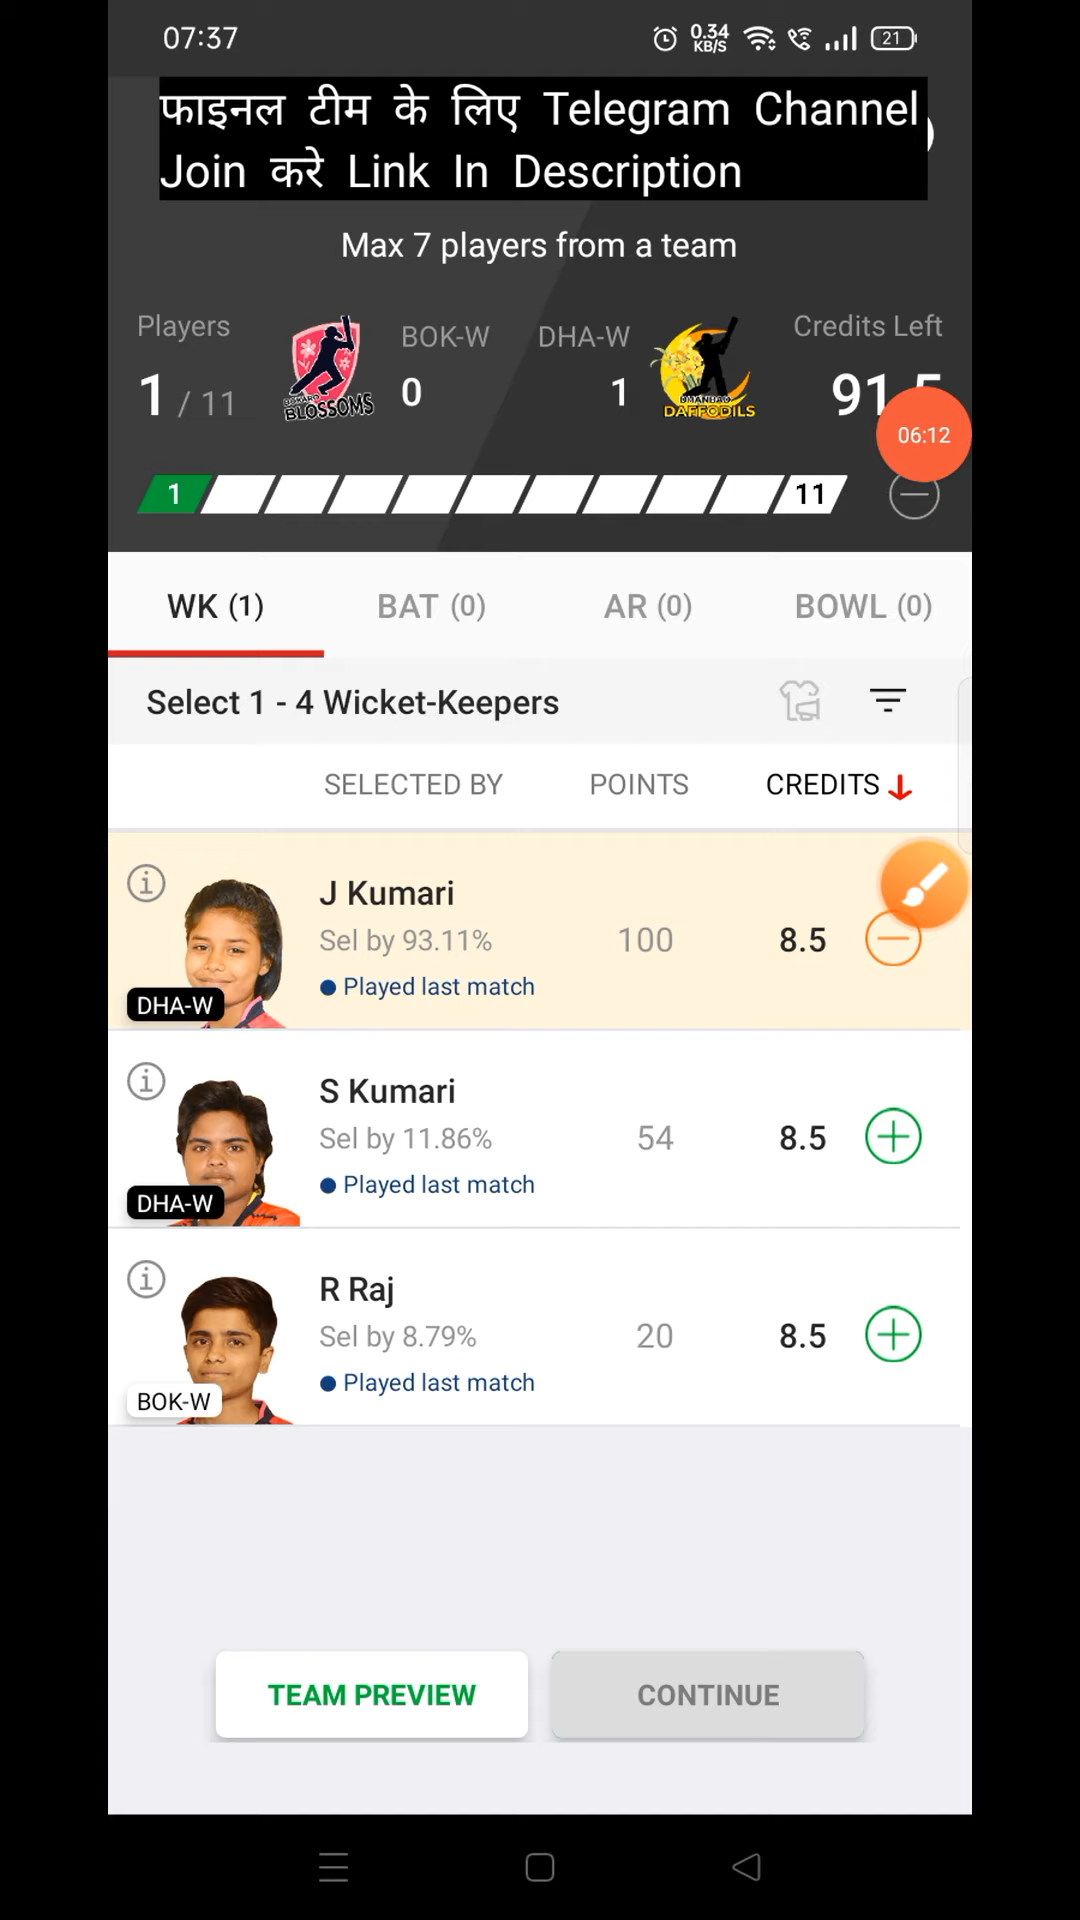 07:37
0.34
KB/S
21
फाइनल टीम के लिए Telegram Channel
Join करे Link In Description
Max 7 players from a team
Players
BOK-W
DHA-W
Credits Left
1 / 11
0
1
BLOSSOMS
DAFFODILS
06:12
1
11
WK (1)
BAT (0)
AR (0)
BOWL (0)
Select 1 - 4 Wicket-Keepers
SELECTED BY
POINTS
CREDITS
J Kumari
Sel by 93.11%
100
8.5
Played last match
DHA-W
S Kumari
Sel by 11.86%
54
8.5
Played last match
DHA-W
R Raj
Sel by 8.79%
20
8.5
Played last match
BOK-W
TEAM PREVIEW
CONTINUE